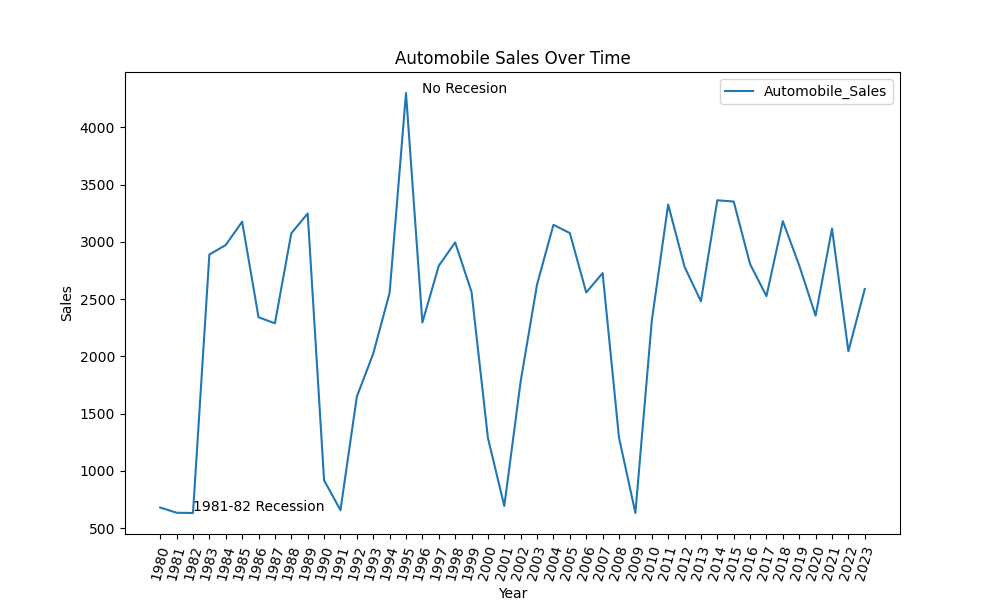 Automobile Sales Over Time
No Recesion
Automobile_Sales
4000
3500
3000
2500
2000
1500
1000
500
Sales
1981-82 Recession
1980 1981 1982 1983 1984 1985 1986 1987 1988 1989 1990 1991 1992 1993 1994 1995 1996 1997 1998 1999 2000 2001 2002 2003 2004 2005 2006 2007 2008 2009 2010 2011 2012 2013 2014 2015 2016 2017 2018 2019 2020 2021 2022 2023
Year